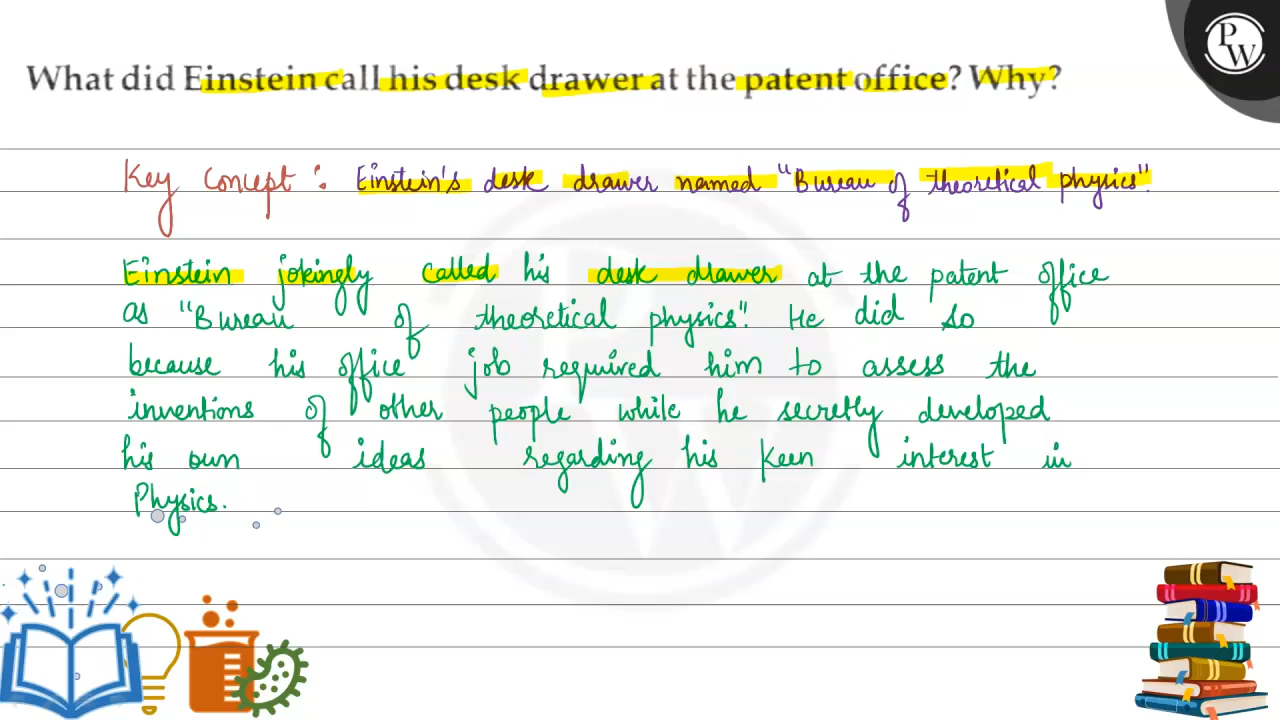 What did Einstein call his desk drawer at the patent office? Why?
PW
Key Concept : Einstein's desk drawer named "Bureau of theoretical physics".
Einstein jokingly called his desk drawer at the patent office
as "Bureau of theoretical physics". He did so
because his office job required him to assess the
inventions of other people while he secretly developed
his own ideas regarding his keen interest in
Physics.